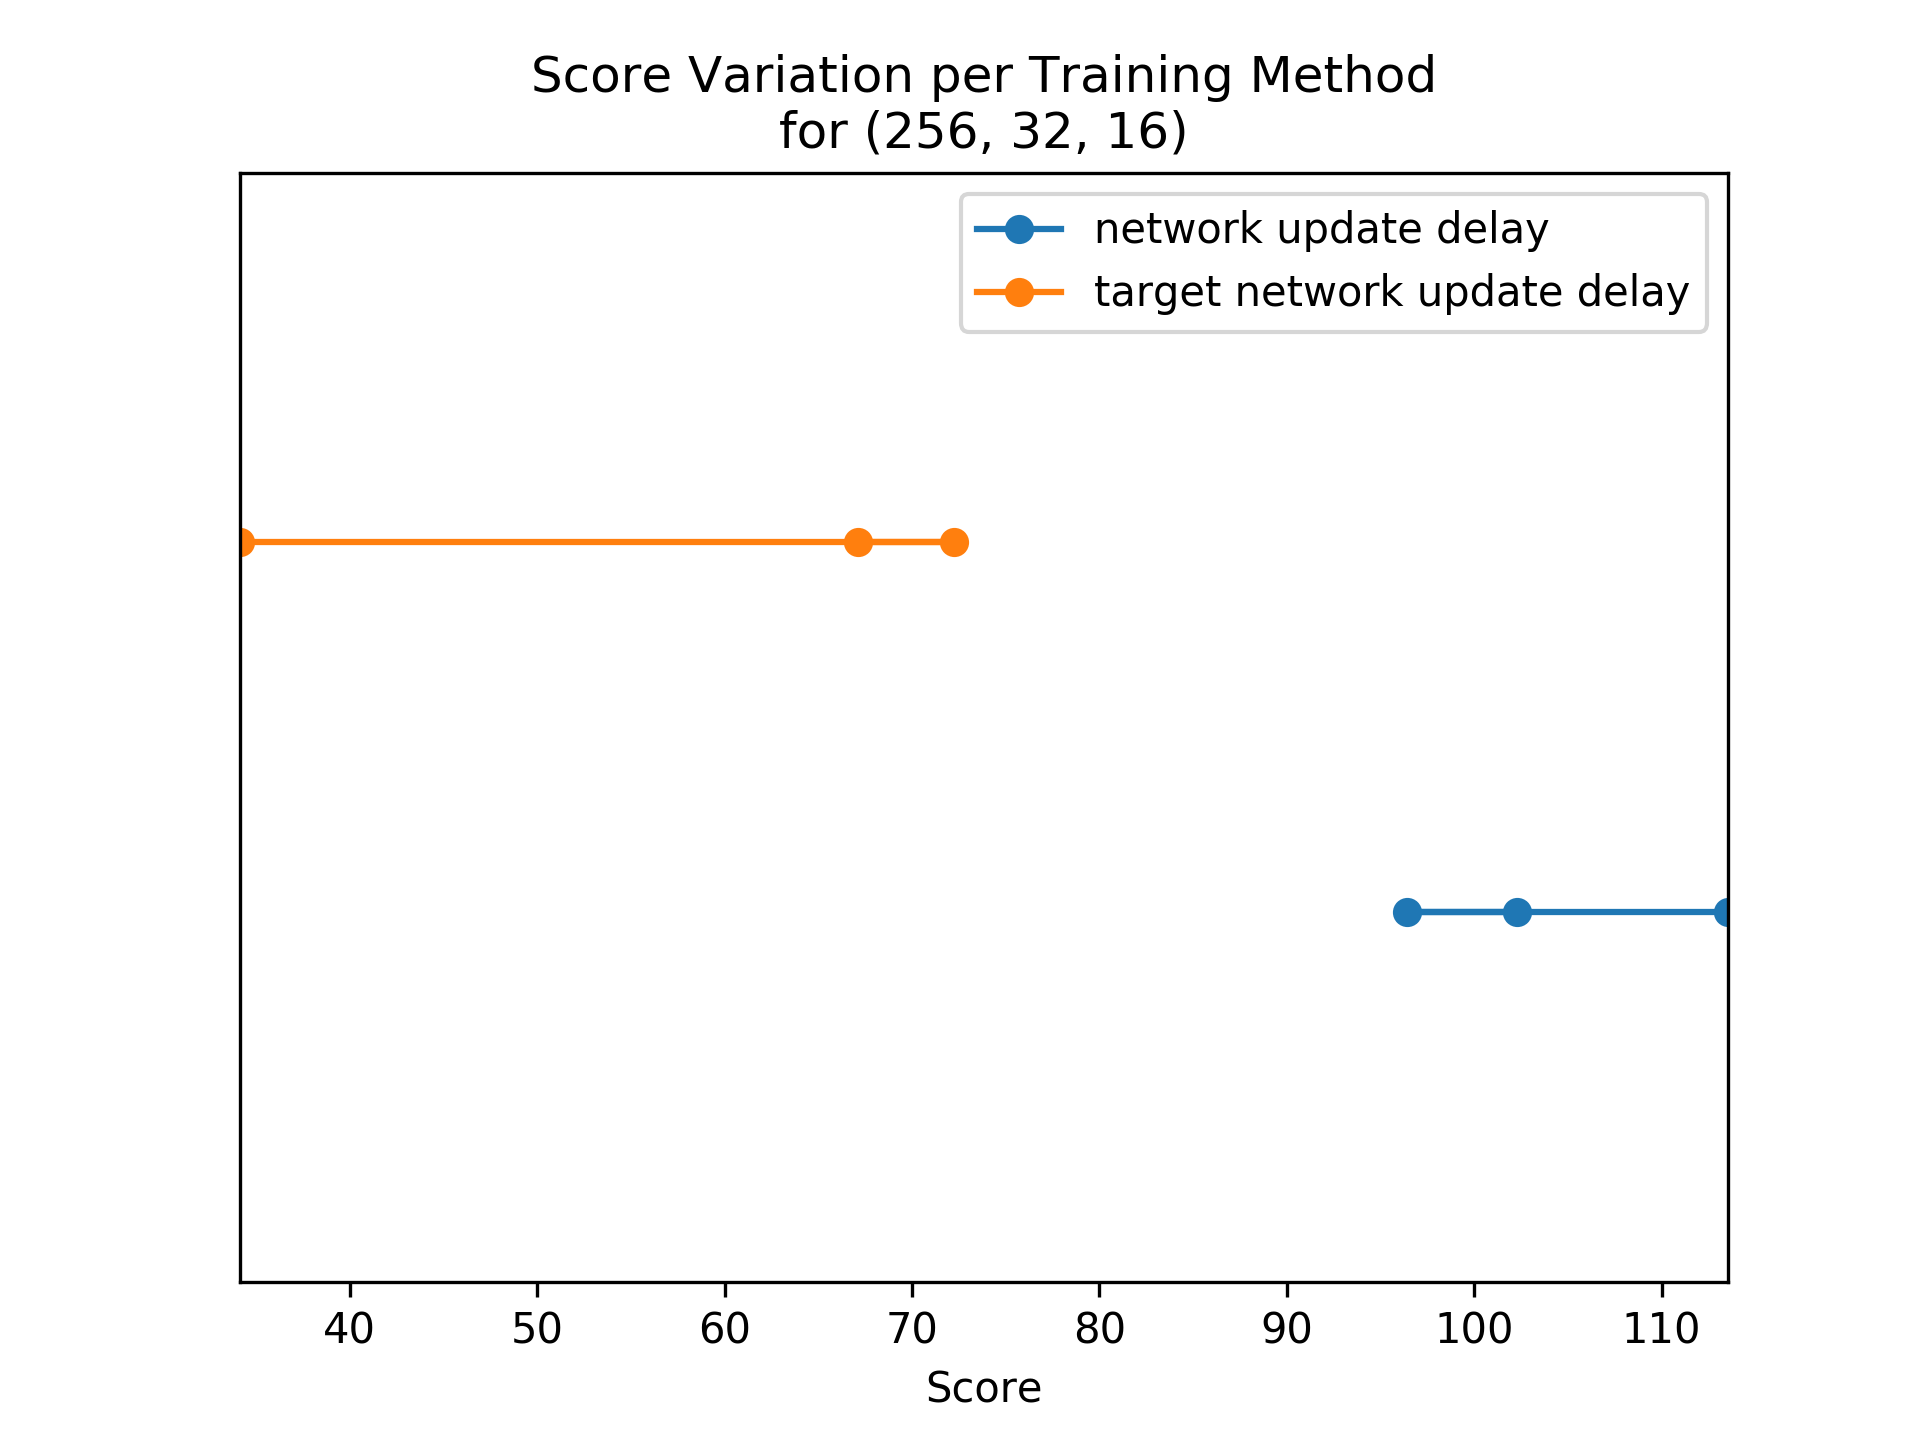 Score Variation per Training Method
for (256, 32, 16)
network update delay
target network update delay
40 50 60 70 80 90 100 110
Score